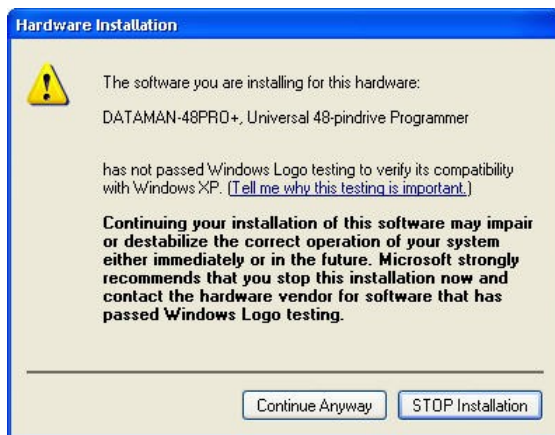 Hardware Installation
The software you are installing for this hardware:
DATAMAN-48PRO+, Universal 48-pindrive Programmer
has not passed Windows Logo testing to verify its compatibility
with Windows XP. (Tell me why this testing is important.)
Continuing your installation of this software may impair
or destabilize the correct operation of your system
either immediately or in the future. Microsoft strongly
recommends that you stop this installation now and
contact the hardware vendor for software that has
passed Windows Logo testing.
Continue Anyway STOP Installation